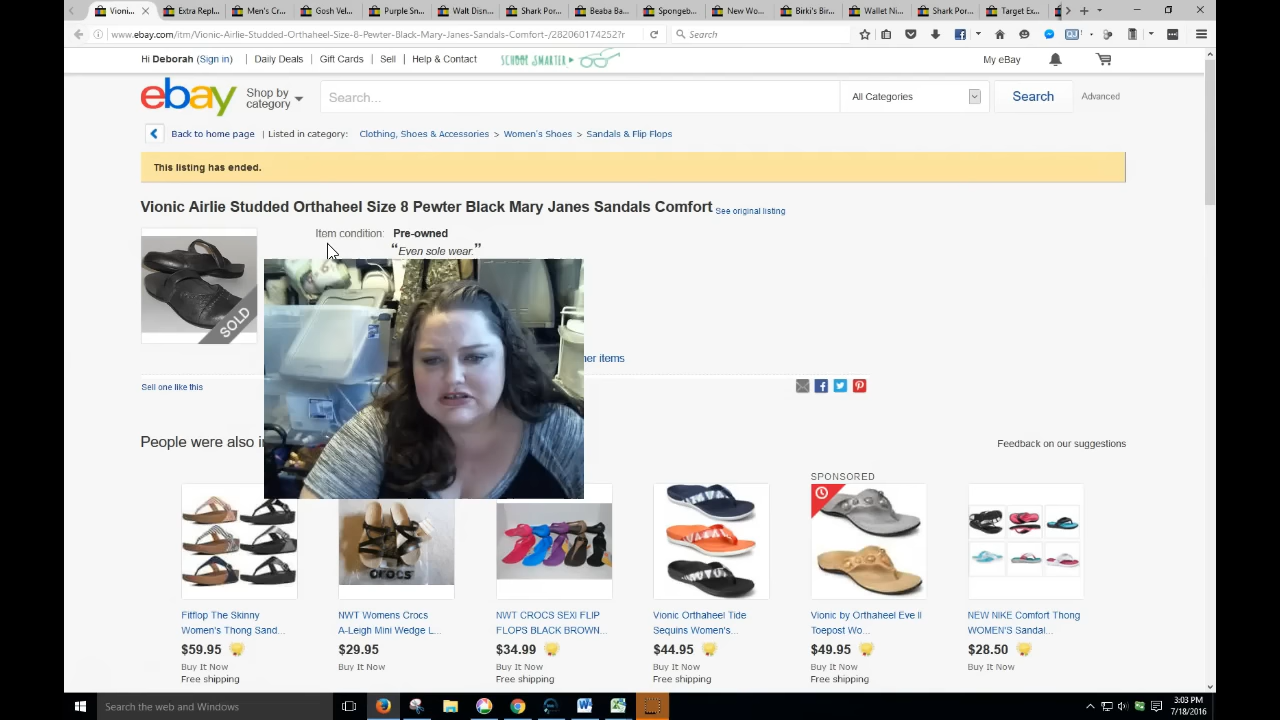 Vioni...
Extra Repl...
Men's Cr...
Gosh Vel...
Purple Sn...
Walt Disn...
Shark Por...
Beaba Ba...
Spongeb...
New Wo...
Birki's Bir...
Wallet Ni...
Shark Por...
Target Ex...
www.ebay.com/itm/Vionic-Airlie-Studded-Orthaheel-Size-8-Pewter-Black-Mary-Janes-Sandals-Comfort-/282060174252?r
Search
Hi Deborah (Sign in)
Daily Deals
Gift Cards
Sell
Help & Contact
SCHOOL SMARTER
My eBay
ebay
Shop by category
Search...
All Categories
Search
Advanced
Back to home page | Listed in category: Clothing, Shoes & Accessories > Women's Shoes > Sandals & Flip Flops
This listing has ended.
Vionic Airlie Studded Orthaheel Size 8 Pewter Black Mary Janes Sandals Comfort See original listing
Item condition: Pre-owned
"Even sole wear."
SOLD
her items
Sell one like this
People were also i
Feedback on our suggestions
SPONSORED
crocs
Fitflop The Skinny Women's Thong Sand...
$59.95
Buy It Now
Free shipping
NWT Womens Crocs A-Leigh Mini Wedge L...
$29.95
Buy It Now
NWT CROCS SEXI FLIP FLOPS BLACK BROWN...
$34.99
Buy It Now
Free shipping
Vionic Orthaheel Tide Sequins Women's...
$44.95
Buy It Now
Free shipping
Vionic by Orthaheel Eve II Toepost Wo...
$49.95
Buy It Now
Free shipping
NEW NIKE Comfort Thong WOMEN'S Sandal...
$28.50
Buy It Now
Search the web and Windows
3:03 PM
7/18/2016